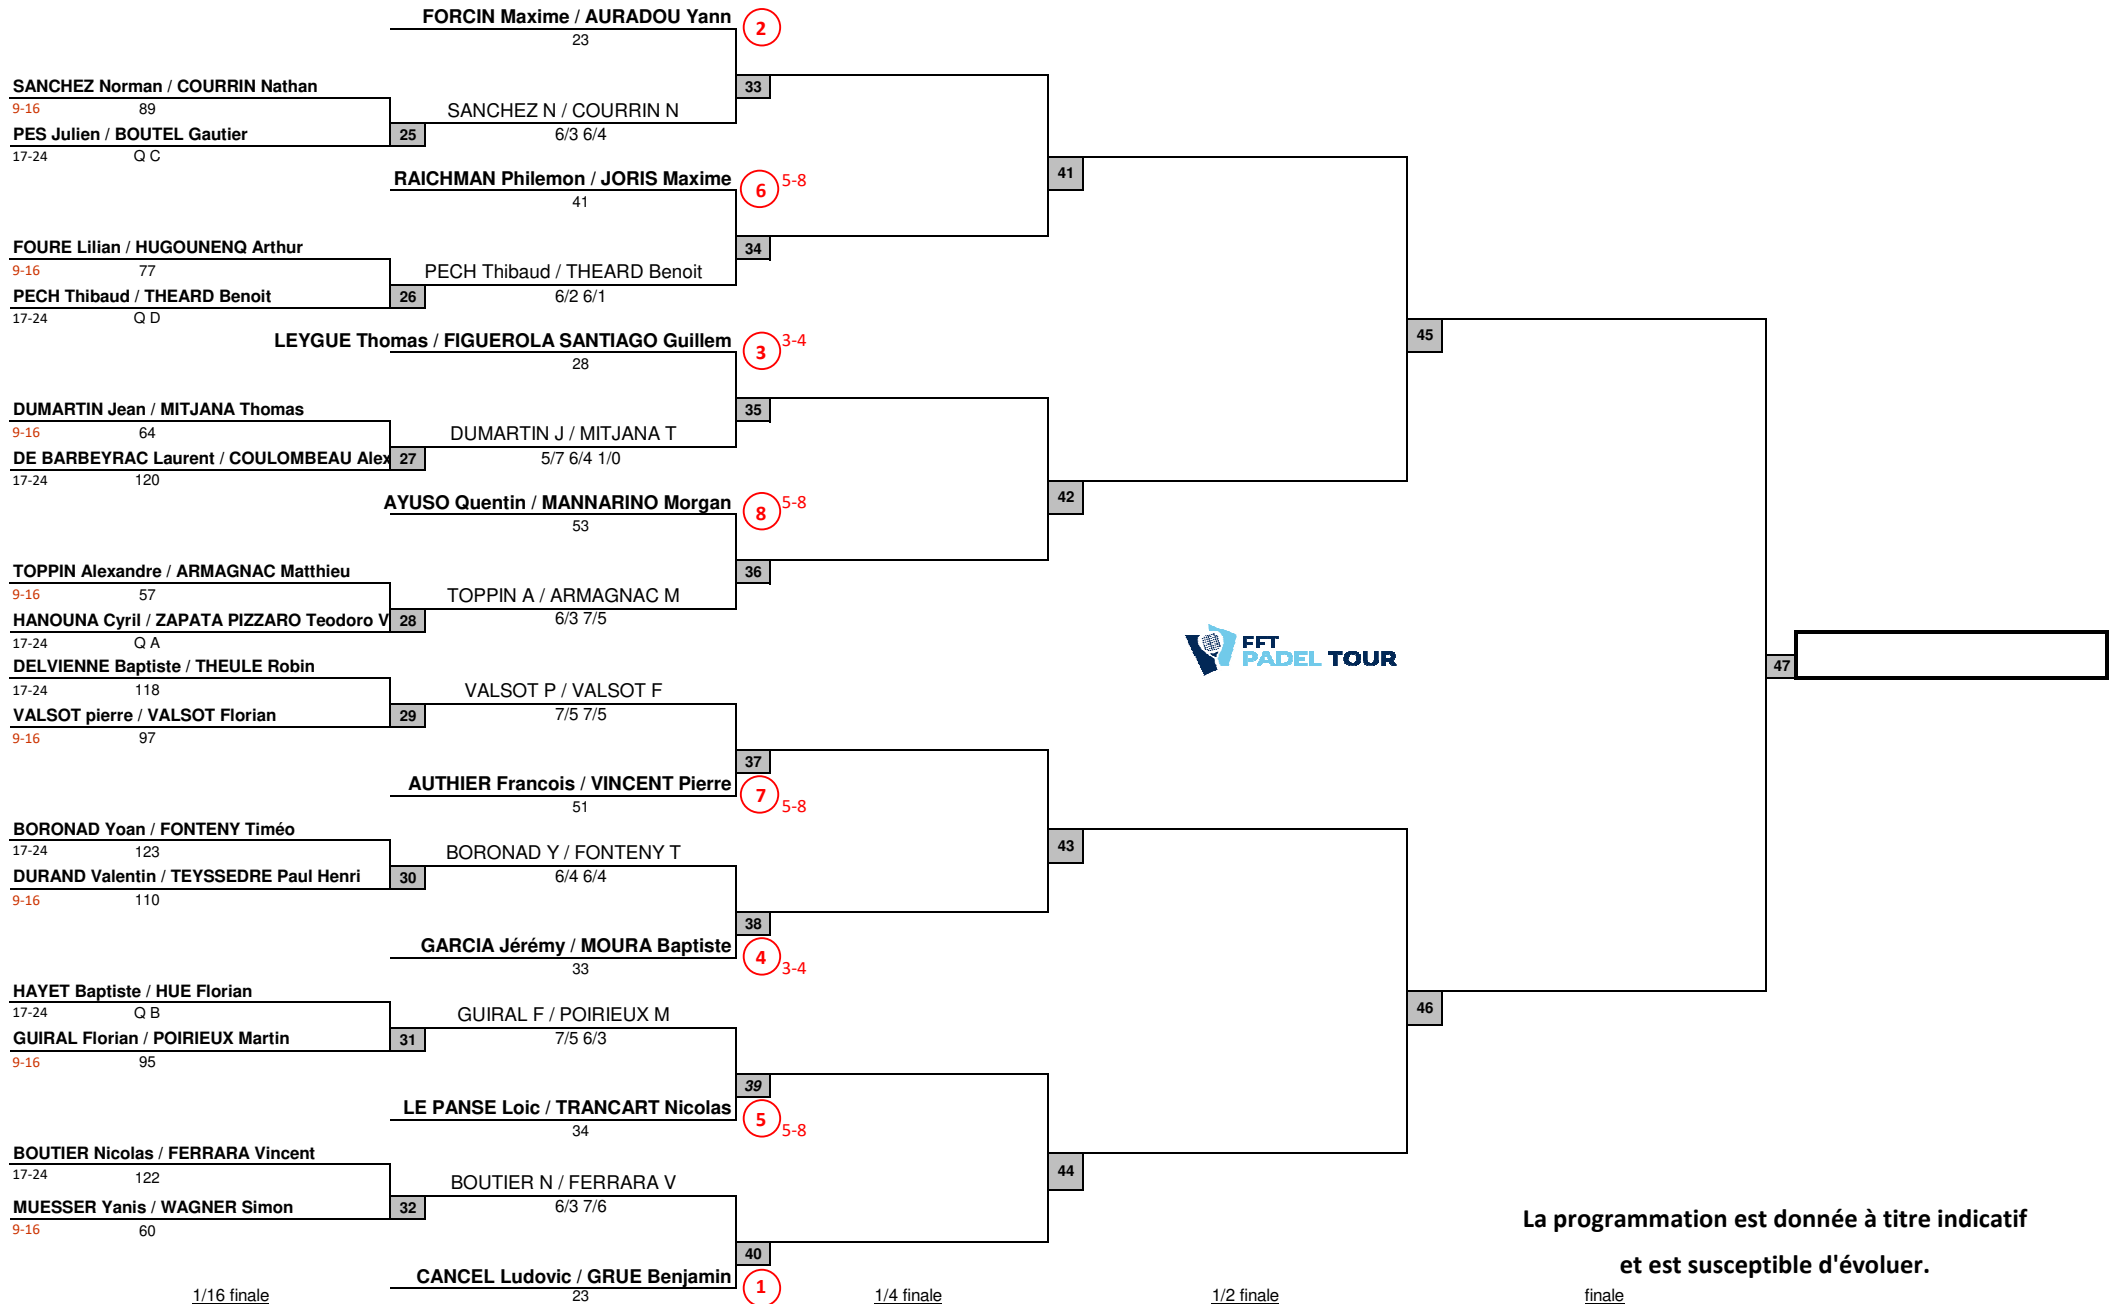 FORCIN Maxime / AURADOU Yann
2
23
SANCHEZ Norman / COURRIN Nathan
33
9-16 89
SANCHEZ N / COURRIN N
PES Julien / BOUTEL Gautier
25
6/3 6/4
17-24 Q C
RAICHMAN Philemon / JORIS Maxime
6
5-8
41
41
FOURE Lilian / HUGOUNENQ Arthur
34
9-16 77
PECH Thibaud / THEARD Benoit
PECH Thibaud / THEARD Benoit
26
6/2 6/1
17-24 Q D
LEYGUE Thomas / FIGUEROLA SANTIAGO Guillem
3
3-4
45
28
DUMARTIN Jean / MITJANA Thomas
35
9-16 64
DUMARTIN J / MITJANA T
DE BARBEYRAC Laurent / COULOMBEAU Alex
27
5/7 6/4 1/0
17-24 120
AYUSO Quentin / MANNARINO Morgan
8
5-8
42
53
TOPPIN Alexandre / ARMAGNAC Matthieu
36
9-16 57
TOPPIN A / ARMAGNAC M
HANOUNA Cyril / ZAPATA PIZZARO Teodoro V
28
6/3 7/5
17-24 Q A
FFT
PADEL TOUR
DELVIENNE Baptiste / THEULE Robin
47
17-24 118
VALSOT P / VALSOT F
VALSOT pierre / VALSOT Florian
29
7/5 7/5
9-16 97
37
AUTHIER Francois / VINCENT Pierre
7
5-8
51
BORONAD Yoan / FONTENY Timéo
43
17-24 123
BORONAD Y / FONTENY T
DURAND Valentin / TEYSSEDRE Paul Henri
30
6/4 6/4
9-16 110
38
GARCIA Jérémy / MOURA Baptiste
4
3-4
33
HAYET Baptiste / HUE Florian
46
17-24 Q B
GUIRAL F / POIRIEUX M
GUIRAL Florian / POIRIEUX Martin
31
7/5 6/3
9-16 95
39
LE PANSE Loic / TRANCART Nicolas
5
5-8
34
BOUTIER Nicolas / FERRARA Vincent
44
17-24 122
BOUTIER N / FERRARA V
MUESSER Yanis / WAGNER Simon
32
6/3 7/6
9-16 60
La programmation est donnée à titre indicatif
40
et est susceptible d'évoluer.
CANCEL Ludovic / GRUE Benjamin
1
23
1/16 finale
1/4 finale
1/2 finale
finale